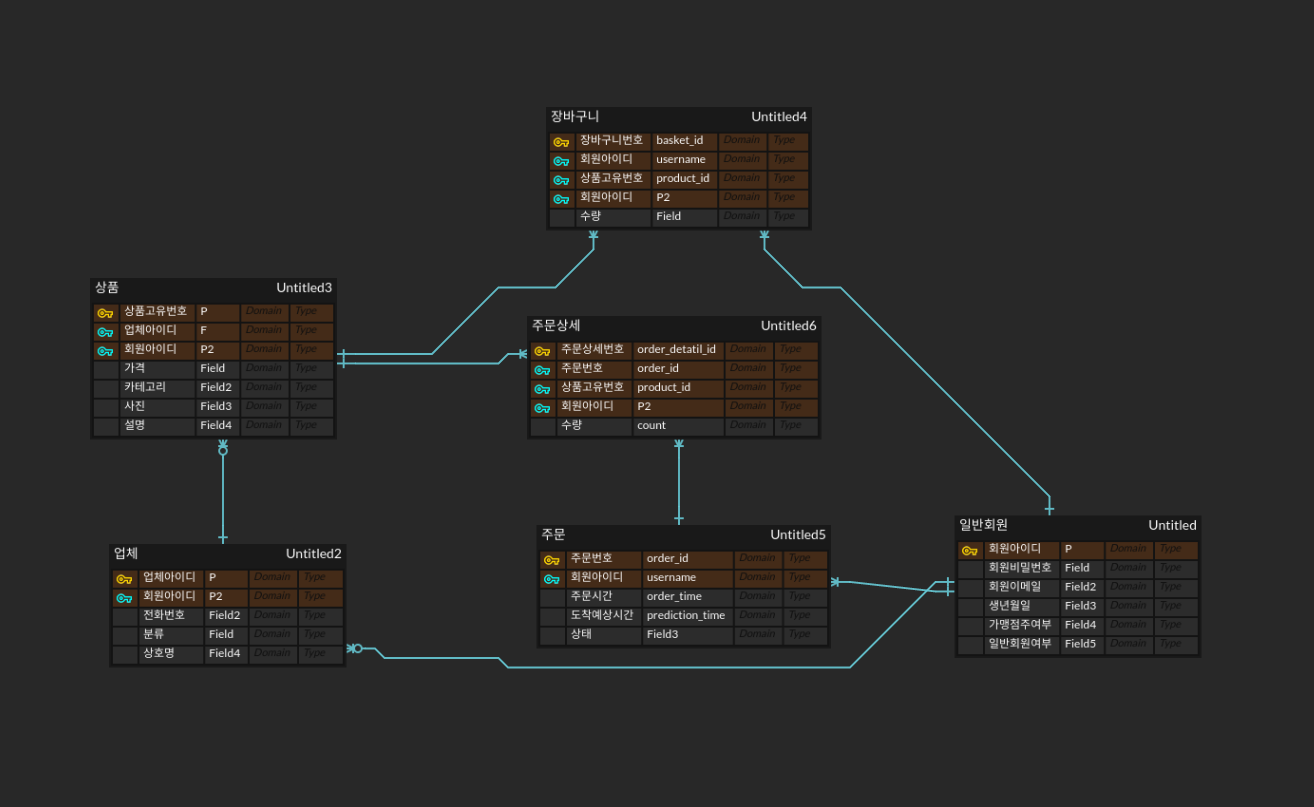 장바구니 Untitled4
장바구니번호 basket_id Domain Type
회원아이디 username Domain Type
상품고유번호 product_id Domain Type
회원아이디 P2 Domain Type
수량 Field Domain Type
상품 Untitled3
상품고유번호 P Domain Type
업체아이디 F Domain Type
회원아이디 P2 Domain Type
가격 Field Domain Type
카테고리 Field2 Domain Type
사진 Field3 Domain Type
설명 Field4 Domain Type
주문상세 Untitled6
주문상세번호 order_detatil_id Domain Type
주문번호 order_id Domain Type
상품고유번호 product_id Domain Type
회원아이디 P2 Domain Type
수량 count Domain Type
업체 Untitled2
업체아이디 P Domain Type
회원아이디 P2 Domain Type
전화번호 Field2 Domain Type
분류 Field Domain Type
상호명 Field4 Domain Type
주문 Untitled5
주문번호 order_id Domain Type
회원아이디 username Domain Type
주문시간 order_time Domain Type
도착예상시간 prediction_time Domain Type
상태 Field3 Domain Type
일반회원 Untitled
회원아이디 P Domain Type
회원비밀번호 Field Domain Type
회원이메일 Field2 Domain Type
생년월일 Field3 Domain Type
가맹점주여부 Field4 Domain Type
일반회원여부 Field5 Domain Type